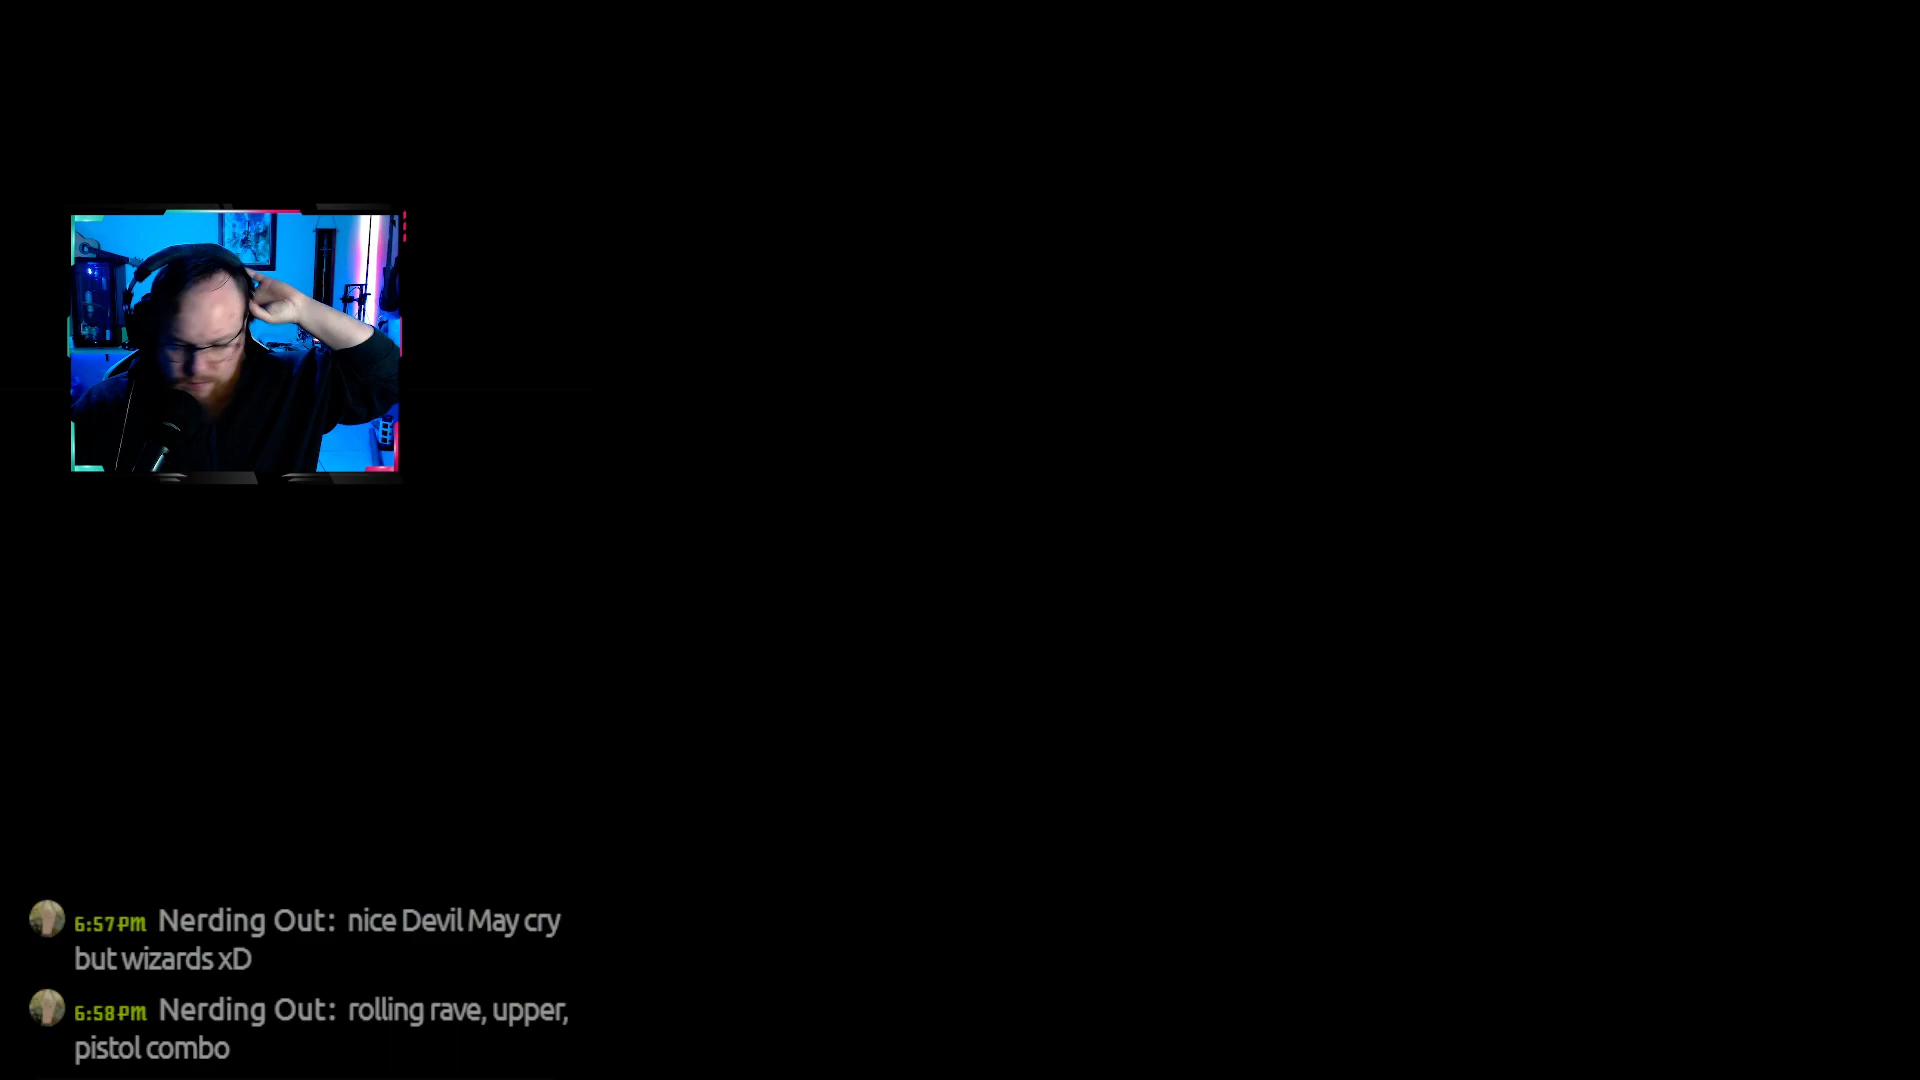 6:57PM Nerding Out: nice Devil May cry
but wizards xD
6:58PM Nerding Out: rolling rave, upper,
pistol combo